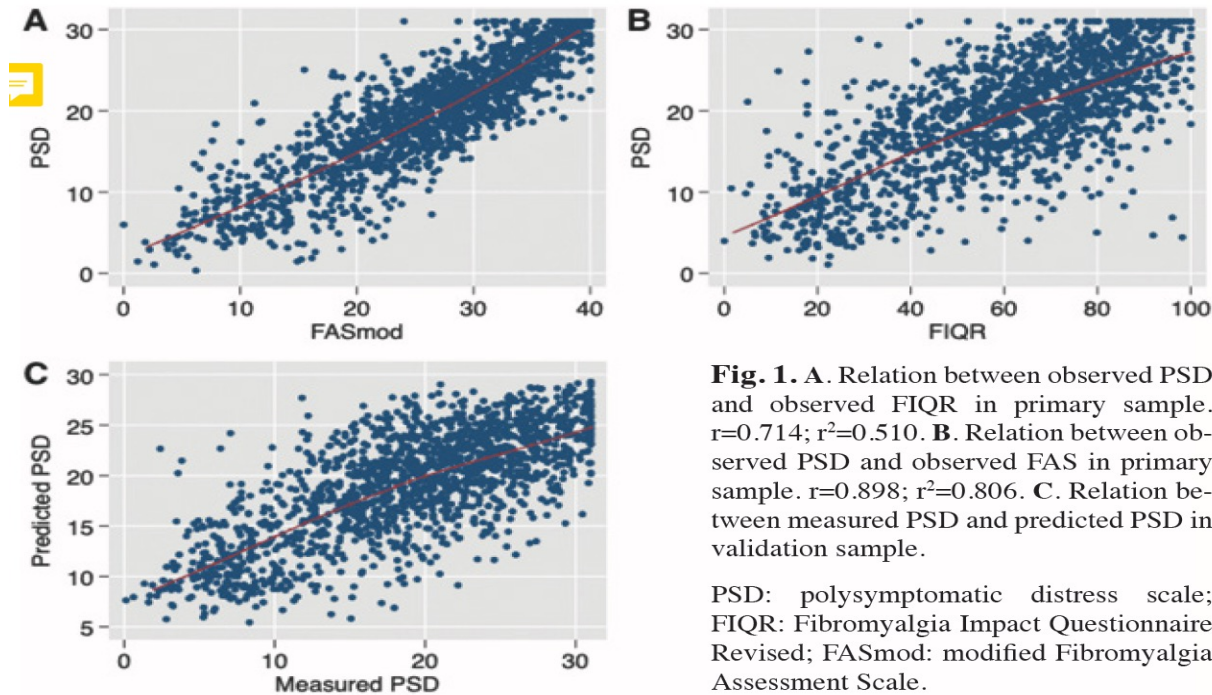 A
30
20
10
0
PSD
0 10 20 30 40
FASmod
B
30
20
10
0
PSD
0 20 40 60 80 100
FIQR
C
30
25
20
15
10
5
Predicted PSD
0 10 20 30
Measured PSD
Fig. 1. A. Relation between observed PSD
and observed FIQR in primary sample.
r=0.714; r²=0.510. B. Relation between ob-
served PSD and observed FAS in primary
sample. r=0.898; r²=0.806. C. Relation be-
tween measured PSD and predicted PSD in
validation sample.
PSD: polysymptomatic distress scale;
FIQR: Fibromyalgia Impact Questionnaire
Revised; FASmod: modified Fibromyalgia
Assessment Scale.